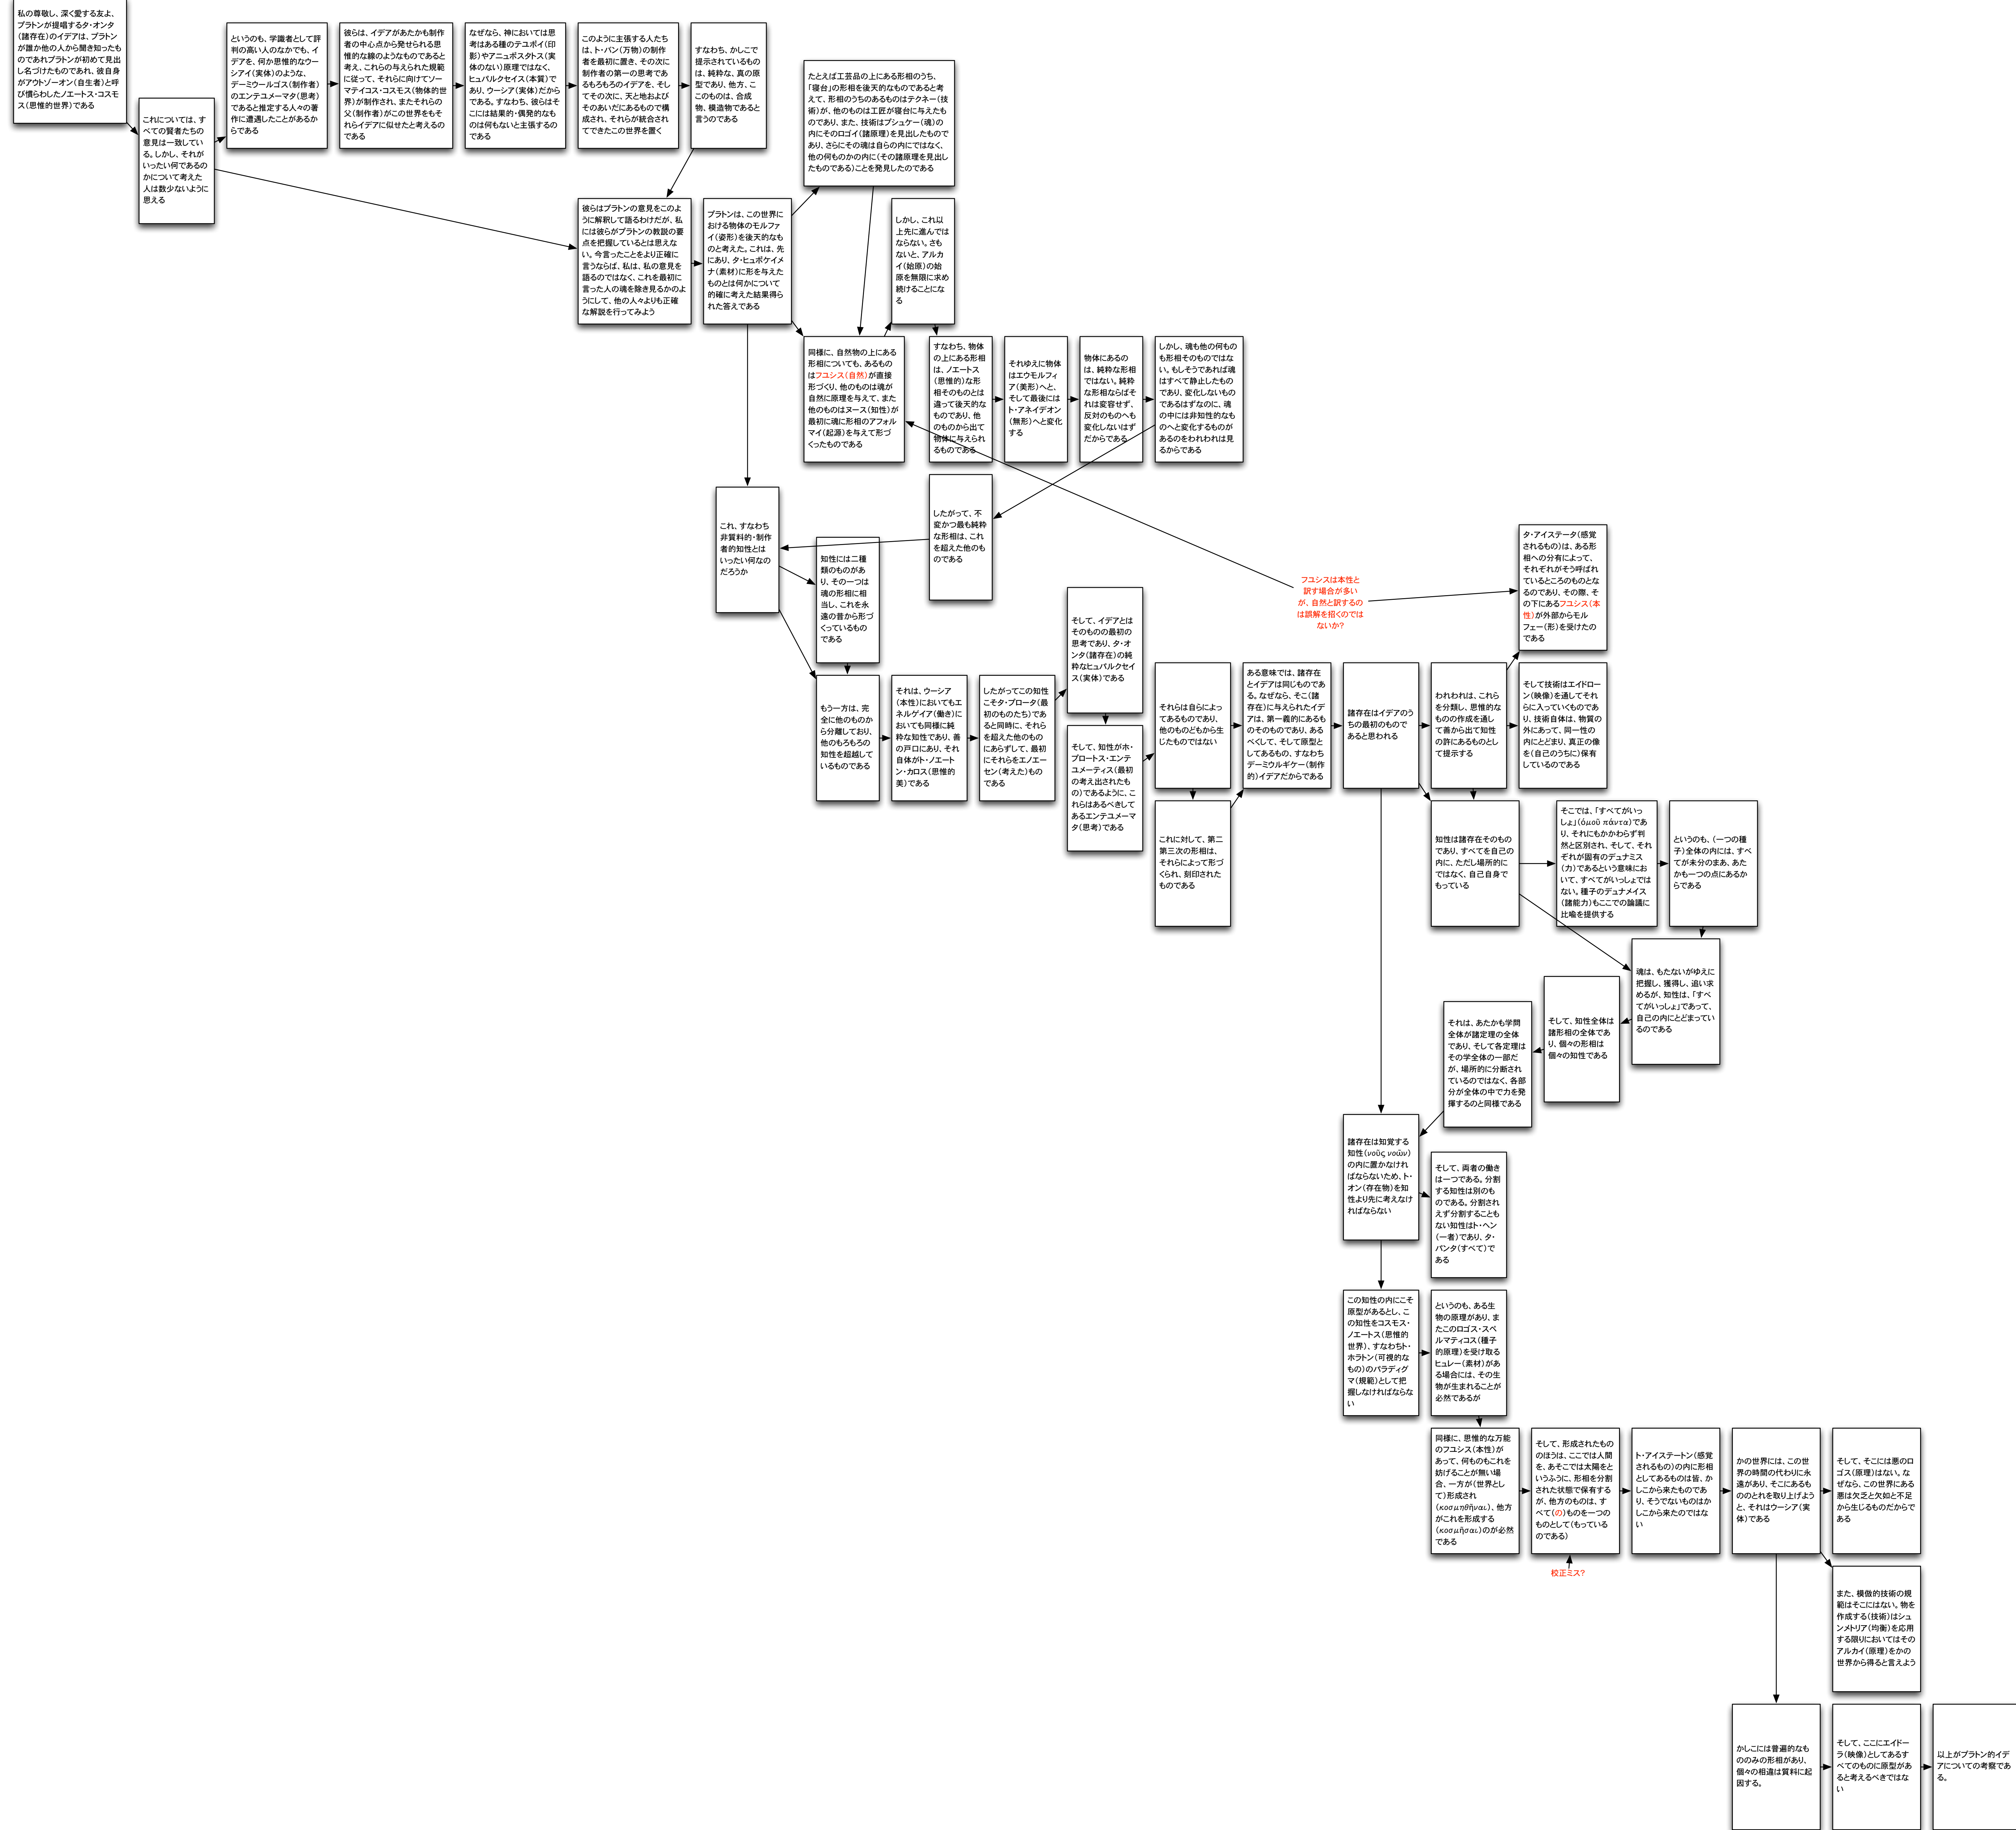 私の尊敬し、深く愛する友よ、
プラトンが提唱するタ・オンタ
(諸存在)のイデアは、プラトン
が誰か他の人から聞き知ったも
のであれプラトンが初めて見出
し名づけたものであれ、彼自身
がアウトゾーオン(自生者)と呼
び慣らわしたノエートス・コスモ
ス(思惟的世界)である
これについては、す
べての賢者たちの
意見は一致してい
る。しかし、それが
いったい何であるの
かについて考えた
人は数少ないように
思える
というのも、学識者として評
判の高い人のなかでも、イ
デアを、何か思惟的なウー
シアイ(実体)のような、
デーミウールゴス(制作者)
のエンテユメーマタ(思考)
であると推定する人々の著
作に遭遇したことがあるか
らである
彼らは、イデアがあたかも制作
者の中心点から発せられる思
惟的な線のようなものであると
考え、これらの与えられた規範
に従って、それらに向けてソー
マテイコス・コスモス(物体的世
界)が制作され、またそれらの
父(制作者)がこの世界をもそ
れらイデアに似せたと考えるの
である
なぜなら、神においては思
考はある種のテユポイ(印
影)やアニュポスタトス(実
体のない)原理ではなく、
ヒュパルクセイス(本質)で
あり、ウーシア(実体)だから
である。すなわち、彼らはそ
こには結果的・偶発的なも
のは何もないと主張するの
である
このように主張する人たち
は、ト・パン(万物)の制作
者を最初に置き、その次に
制作者の第一の思考であ
るもろもろのイデアを、そし
てその次に、天と地および
そのあいだにあるもので構
成され、それらが統合され
てできたこの世界を置く
すなわち、かしこで
提示されているもの
は、純粋な、真の原
型であり、他方、こ
このものは、合成
物、模造物であると
言うのである
たとえば工芸品の上にある形相のうち、
「寝台」の形相を後天的なものであると考
えて、形相のうちのあるものはテクネー(技
術)が、他のものは工匠が寝台に与えたも
のであり、また、技術はプシュケー(魂)の
内にそのロゴイ(諸原理)を見出したもので
あり、さらにその魂は自らの内にではなく、
他の何ものかの内に(その諸原理を見出し
たものである)ことを発見したのである
彼らはプラトンの意見をこのよ
うに解釈して語るわけだが、私
には彼らがプラトンの教説の要
点を把握しているとは思えな
い。今言ったことをより正確に
言うならば、私は、私の意見を
語るのではなく、これを最初に
言った人の魂を除き見るかのよ
うにして、他の人々よりも正確
な解説を行ってみよう
プラトンは、この世界に
おける物体のモルファ
イ(姿形)を後天的なも
のと考えた。これは、先
にあり、タ・ヒュポケイメ
ナ(素材)に形を与えた
ものとは何かについて
的確に考えた結果得ら
れた答えである
しかし、これ以
上先に進んでは
ならない。さも
ないと、アルカ
イ(始原)の始
原を無限に求め
続けることにな
る
同様に、自然物の上にある
形相についても、あるもの
はフユシス(自然)が直接
形づくり、他のものは魂が
自然に原理を与えて、また
他のものはヌース(知性)が
最初に魂に形相のアフォル
マイ(起源)を与えて形づ
くったものである
すなわち、物体
の上にある形相
は、ノエートス
(思惟的)な形
相そのものとは
違って後天的な
ものであり、他
のものから出て
物体に与えられ
るものである
それゆえに物体
はエウモルフィ
ア(美形)へと、
そして最後には
ト・アネイデオン
(無形)へと変化
する
物体にあるの
は、純粋な形相
ではない。純粋
な形相ならばそ
れは変容せず、
反対のものへも
変化しないはず
だからである
しかし、魂も他の何もの
も形相そのものではな
い。もしそうであれば魂
はすべて静止したもの
であり、変化しないもの
であるはずなのに、魂
の中には非知性的なも
のへと変化するものが
あるのをわれわれは見
るからである
したがって、不
変かつ最も純粋
な形相は、これ
を超えた他のも
のである
これ、すなわち
非質料的・制作
者的知性とは
いったい何なの
だろうか
知性には二種
類のものがあ
り、その一つは
魂の形相に相
当し、これを永
遠の昔から形づ
くっているもの
である
もう一方は、完
全に他のものか
ら分離しており、
他のもろもろの
知性を超越して
いるものである
それは、ウーシア
(本性)においてもエ
ネルゲイア(働き)に
おいても同様に純
粋な知性であり、善
の戸口にあり、それ
自体がト・ノエート
ン・カロス(思惟的
美)である
したがってこの知性
こそタ・プロータ(最
初のものたち)であ
ると同時に、それら
を超えた他のもの
にあらずして、最初
にそれらをエノエー
セン(考えた)もの
である
そして、イデアとは
そのものの最初の
思考であり、タ・オ
ンタ(諸存在)の純
粋なヒュパルクセイ
ス(実体)である
そして、知性がホ・
プロートス・エンテ
ユメーティス(最初
の考え出されたも
の)であるように、こ
れらはあるべきして
あるエンテユメーマ
タ(思考)である
それらは自らによっ
てあるものであり、
他のものどもから生
じたものではない
これに対して、第二
第三次の形相は、
それらによって形づ
くられ、刻印された
ものである
ある意味では、諸存在
とイデアは同じものであ
る。なぜなら、そこ(諸
存在)に与えられたイデ
アは、第一義的にあるも
のそのものであり、ある
べくして、そして原型と
してあるもの、すなわち
デーミウルギケー(制作
的)イデアだからである
諸存在はイデアのう
ちの最初のもので
あると思われる
われわれは、これら
を分類し、思惟的な
ものの作成を通し
て善から出て知性
の許にあるものとし
て提示する
フユシスは本性と
訳す場合が多い
が、自然と訳するの
は誤解を招くのでは
ないか?
タ・アイステータ(感覚
されるもの)は、ある形
相への分有によって、
それぞれがそう呼ばれ
ているところのものとな
るのであり、その際、そ
の下にあるフユシス(本
性)が外部からモル
フェー(形)を受けたの
である
そして技術はエイドロー
ン(映像)を通してそれ
らに入っていくものであ
り、技術自体は、物質の
外にあって、同一性の
内にとどまり、真正の像
を(自己のうちに)保有
しているのである
知性は諸存在そのもの
であり、すべてを自己の
内に、ただし場所的に
ではなく、自己自身で
もっている
そこでは、「すべてがいっ
しょ」(ὁμοῦ πάντα)であ
り、それにもかかわらず判
然と区別され、そして、それ
ぞれが固有のデュナミス
(力)であるという意味にお
いて、すべてがいっしょでは
ない。種子のデュナメイス
(諸能力)もここでの論議に
比喩を提供する
というのも、(一つの種
子)全体の内には、すべ
てが未分のまあ、あた
かも一つの点にあるか
らである
魂は、もたないがゆえに
把握し、獲得し、追い求
めるが、知性は、「すべ
てがいっしょ」であって、
自己の内にとどまってい
るのである
そして、知性全体は
諸形相の全体であ
り、個々の形相は
個々の知性である
それは、あたかも学問
全体が諸定理の全体
であり、そして各定理は
その学全体の一部だ
が、場所的に分断され
ているのではなく、各部
分が全体の中で力を発
揮するのと同様である
諸存在は知覚する
知性(νοῦς νοῶν)
の内に置かなけれ
ばならないため、ト・
オン(存在物)を知
性より先に考えなけ
ればならない
そして、両者の働き
は一つである。分割
する知性は別のも
のである。分割され
えず分割することも
ない知性はト・ヘン
(一者)であり、タ・
パンタ(すべて)で
ある
この知性の内にこそ
原型があるとし、こ
の知性をコスモス・
ノエートス(思惟的
世界)、すなわちト・
ホラトン(可視的な
もの)のパラディグ
マ(規範)として把
握しなければならな
い
というのも、ある生
物の原理があり、ま
たこのロゴス・スペ
ルマティコス(種子
的原理)を受け取る
ヒュレー(素材)があ
る場合には、その生
物が生まれることが
必然であるが
同様に、思惟的な万能
のフユシス(本性)が
あって、何ものもこれを
妨げることが無い場
合、一方が(世界とし
て)形成され
(κοσμηθῆναι)、他方
がこれを形成する
(κοσμῆσαι)のが必然
である
そして、形成されたもの
のほうは、ここでは人間
を、あそこでは太陽をと
いうふうに、形相を分割
された状態で保有する
が、他方のものは、す
べて(の)ものを一つの
ものとして(もっている
のである)
校正ミス?
ト・アイステートン(感覚
されるもの)の内に形相
としてあるものは皆、か
しこから来たものであ
り、そうでないものはか
しこから来たのではな
い
かの世界には、この世
界の時間の代わりに永
遠があり、そこにあるも
ののとれを取り上げよう
と、それはウーシア(実
体)である
そして、そこには悪のロ
ゴス(原理)はない。な
ぜなら、この世界にある
悪は欠乏と欠如と不足
から生じるものだからで
ある
また、模倣的技術の規
範はそこにはない。物を
作成する(技術)はシュ
ンメトリア(均衡)を応用
する限りにおいてはその
アルカイ(原理)をかの
世界から得ると言えよう
かしこには普遍的なも
ののみの形相があり、
個々の相違は質料に起
因する。
そして、ここにエイドー
ラ(映像)としてあるす
べてのものに原型があ
ると考えるべきではな
い
以上がプラトン的イデ
アについての考察であ
る。